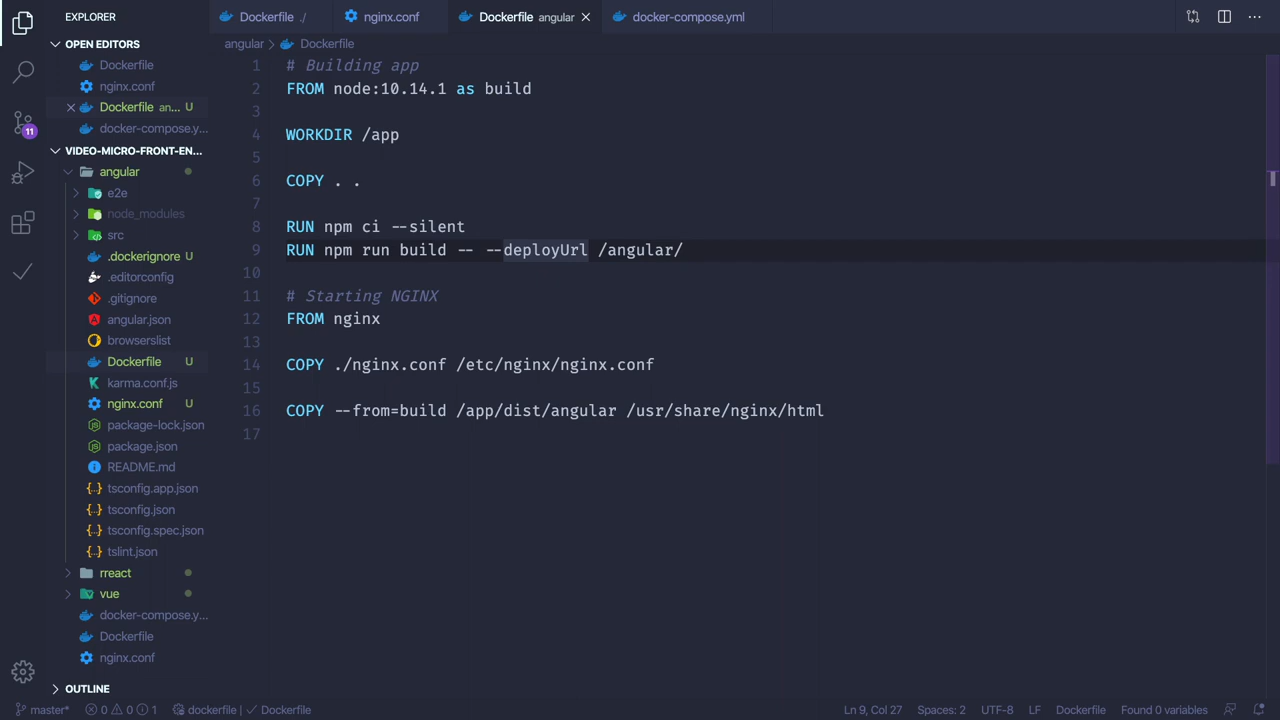 EXPLORER
OPEN EDITORS
Dockerfile
nginx.conf
Dockerfile an... U
docker-compose.y...
VIDEO-MICRO-FRONT-EN...
angular
e2e
node_modules
src
.dockerignore U
.editorconfig
.gitignore
angular.json
browserslist
Dockerfile U
karma.conf.js
nginx.conf U
package-lock.json
package.json
README.md
tsconfig.app.json
tsconfig.json
tsconfig.spec.json
tslint.json
rreact
vue
docker-compose.y...
Dockerfile
nginx.conf
OUTLINE
11
Dockerfile ./ nginx.conf Dockerfile angular docker-compose.yml
angular > Dockerfile
1 # Building app
2 FROM node:10.14.1 as build
3
4 WORKDIR /app
5
6 COPY . .
7
8 RUN npm ci --silent
9 RUN npm run build -- --deployUrl /angular/
10
11 # Starting NGINX
12 FROM nginx
13
14 COPY ./nginx.conf /etc/nginx/nginx.conf
15
16 COPY --from=build /app/dist/angular /usr/share/nginx/html
17
master* 0 0 1 dockerfile | Dockerfile Ln 9, Col 27 Spaces: 2 UTF-8 LF Dockerfile Found 0 variables